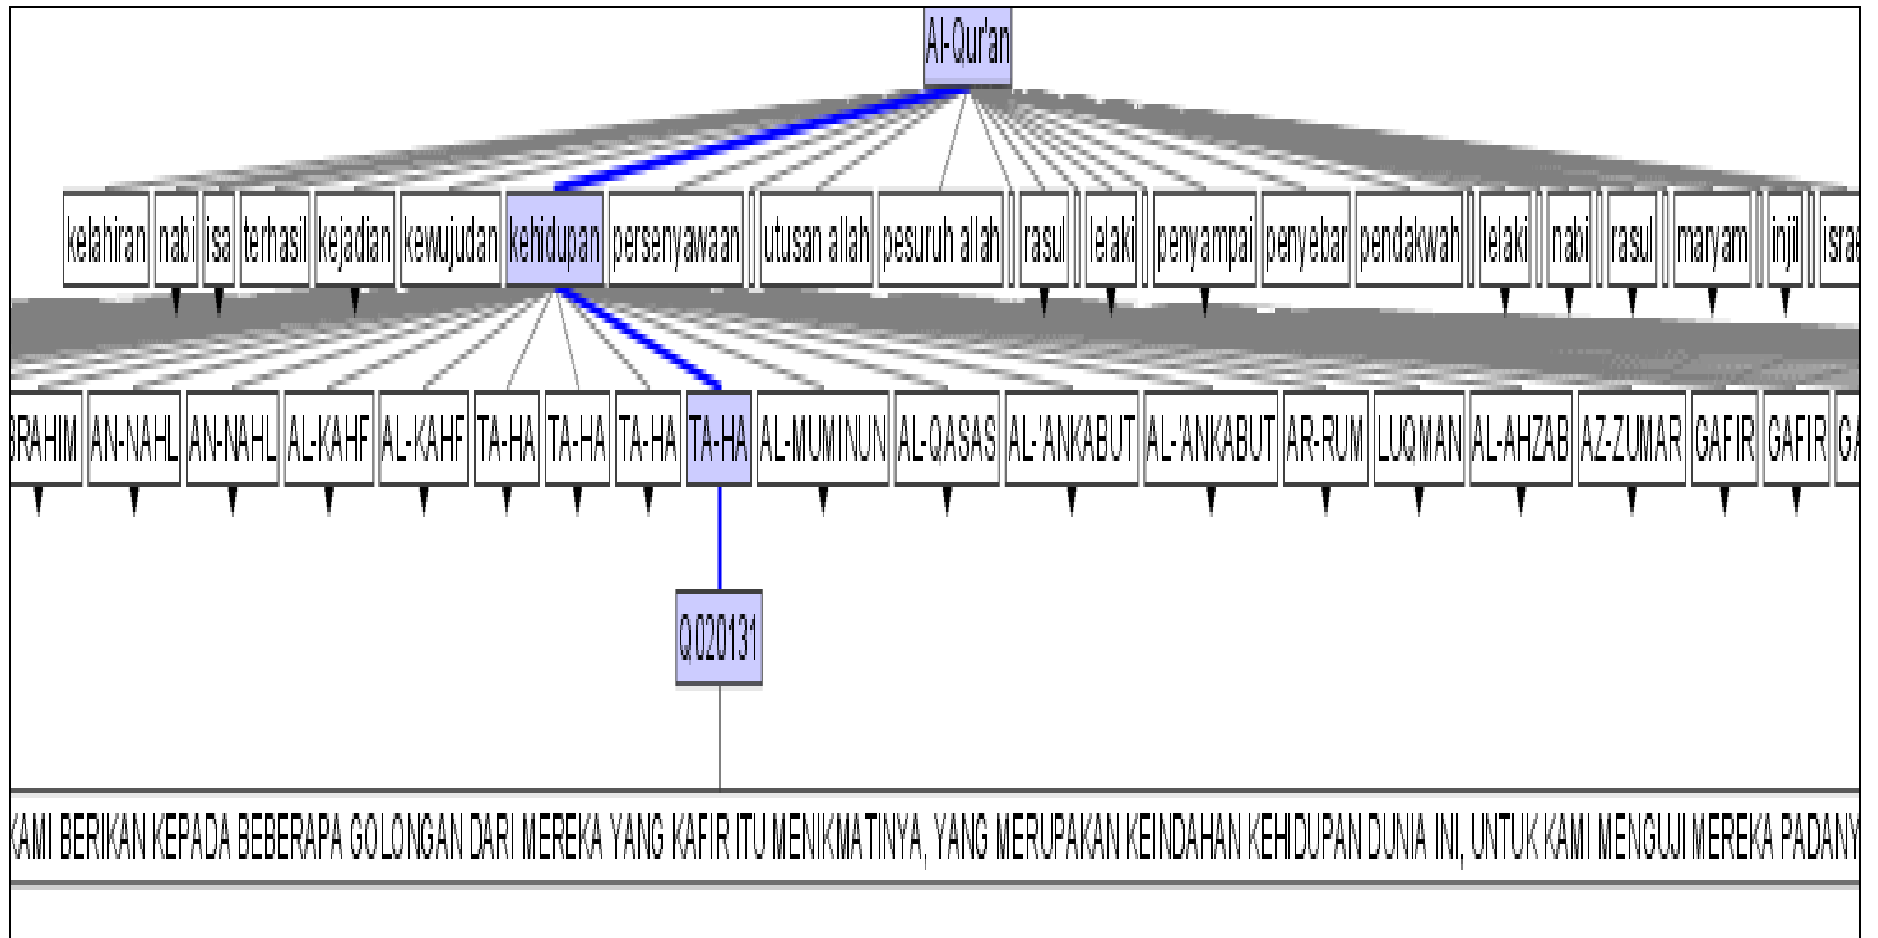 Al-Qur'an
kelahiran nabi isa terhasil kejadian kewujudan kehidupan persenyawaan utusan allah pesuruh allah rasul lelaki penyampai penyebar pendakwah lelaki nabi rasul maryam injil israe
BRAHIM AN-NAHL AN-NAHL AL-KAHF AL-KAHF TA-HA TA-HA TA-HA TA-HA AL-MUMINUN AL-QASAS AL-'ANKABUT AL-'ANKABUT AR-RUM LUQMAN AL-AHZAB AZ-ZUMAR GAFIR GAFIR GA
Q020131
KAMI BERIKAN KEPADA BEBERAPA GOLONGAN DARI MEREKA YANG KAFIR ITU MENIKMATINYA, YANG MERUPAKAN KEINDAHAN KEHIDUPAN DUNIA INI, UNTUK KAMI MENGUJI MEREKA PADANY